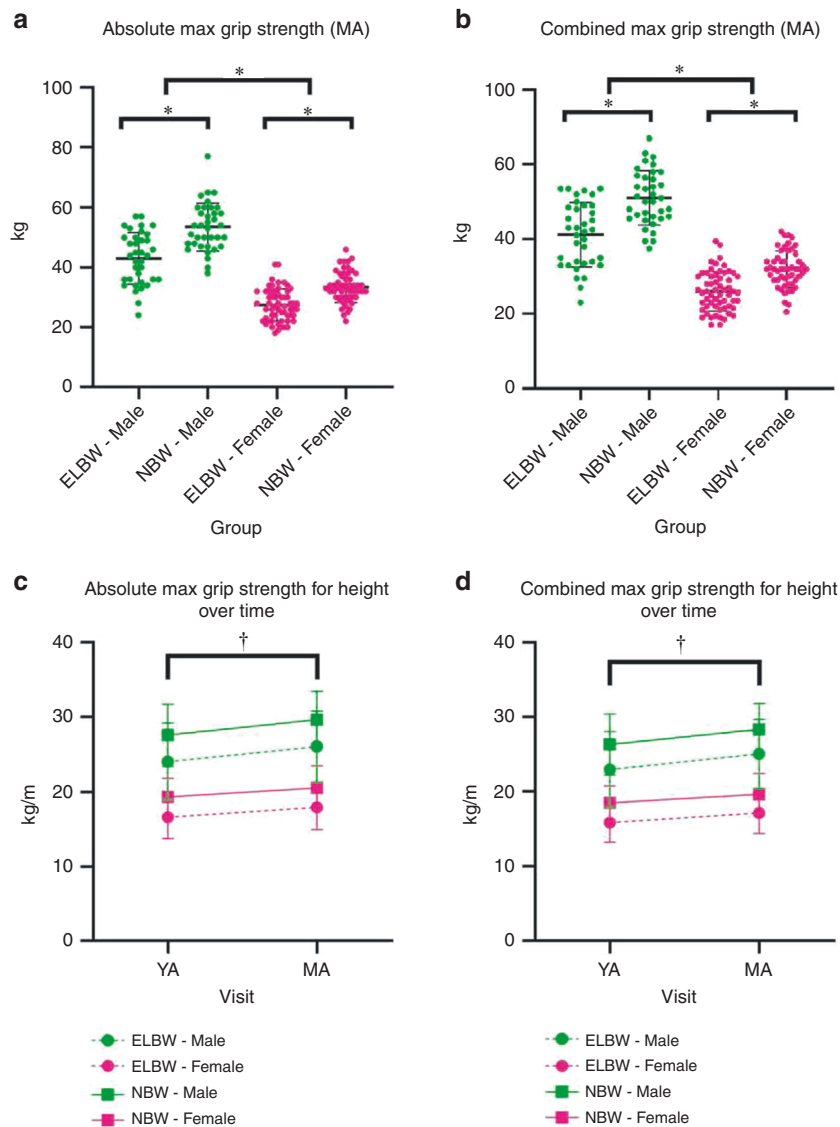 a
Absolute max grip strength (MA)
*
*
*
100
80
60
40
20
0
kg
ELBW - Male
NBW - Male
ELBW - Female
NBW - Female
Group
b
Combined max grip strength (MA)
*
*
*
100
60
40
20
0
kg
ELBW - Male
NBW - Male
ELBW - Female
NBW - Female
Group
c
Absolute max grip strength for height
over time
†
40
30
20
10
0
kg/m
YA
MA
Visit
ELBW - Male
ELBW - Female
NBW - Male
NBW - Female
d
Combined max grip strength for height
over time
†
40
30
20
10
0
kg/m
YA
MA
Visit
ELBW - Male
ELBW - Female
NBW - Male
NBW - Female